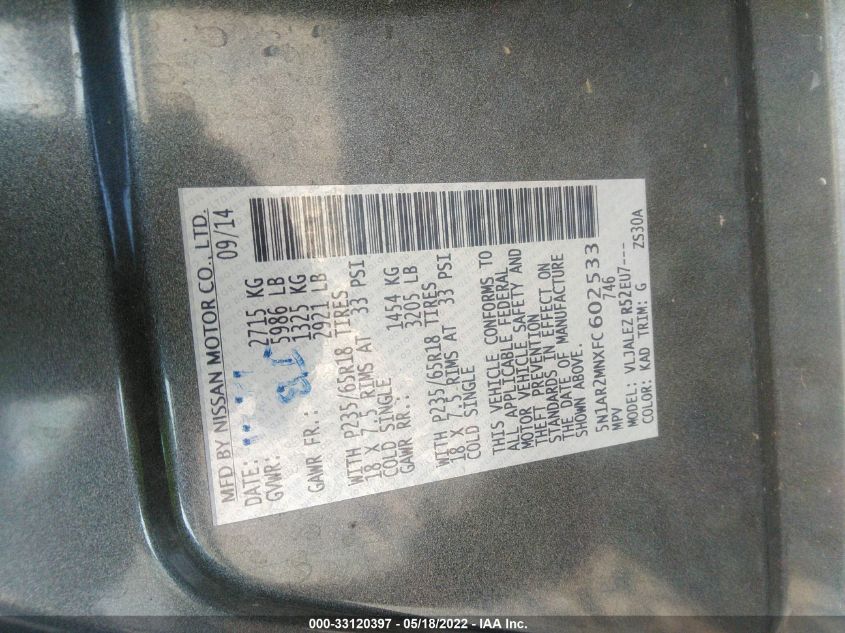 MFD BY NISSAN MOTOR CO., LTD.
DATE: 09/14
GVWR: 2715 KG
5986 LB
GAWR FR.: 1325 KG
2921 LB
WITH P235/65R18 TIRES
18 X 7.5 RIMS AT 33 PSI
COLD SINGLE
GAWR RR.: 1454 KG
3205 LB
WITH P235/65R18 TIRES
18 X 7.5 RIMS AT 33 PSI
COLD SINGLE
THIS VEHICLE CONFORMS TO
ALL APPLICABLE FEDERAL
MOTOR VEHICLE SAFETY AND
THEFT PREVENTION
STANDARDS IN EFFECT ON
THE DATE OF MANUFACTURE
SHOWN ABOVE.
5N1AR2MNXFC602533
MPV 746
MODEL: VLJALEZ R52EU7---
COLOR: KAD TRIM: G ZS30A
000-33120397 - 05/18/2022 - IAA Inc.